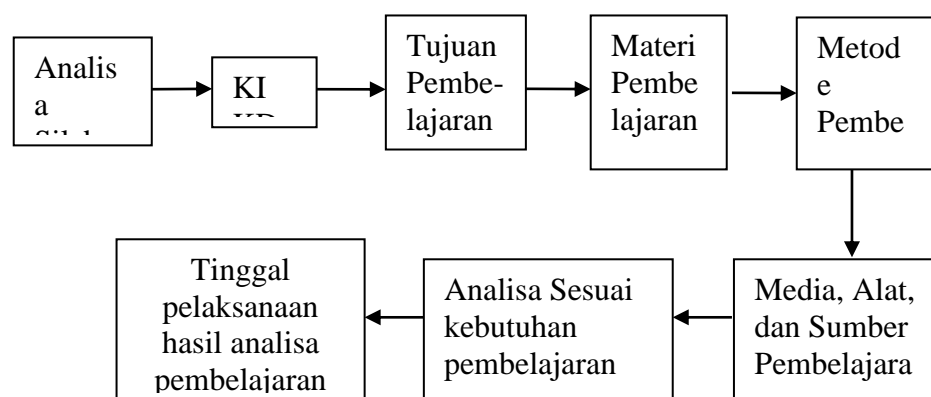 Analis
a
KI
Tujuan
Pembe-
lajaran
Materi
Pembe
lajaran
Metod
e
Pembe
Media, Alat,
dan Sumber
Pembelajara
Analisa Sesuai
kebutuhan
pembelajaran
Tinggal
pelaksanaan
hasil analisa
pembelajaran